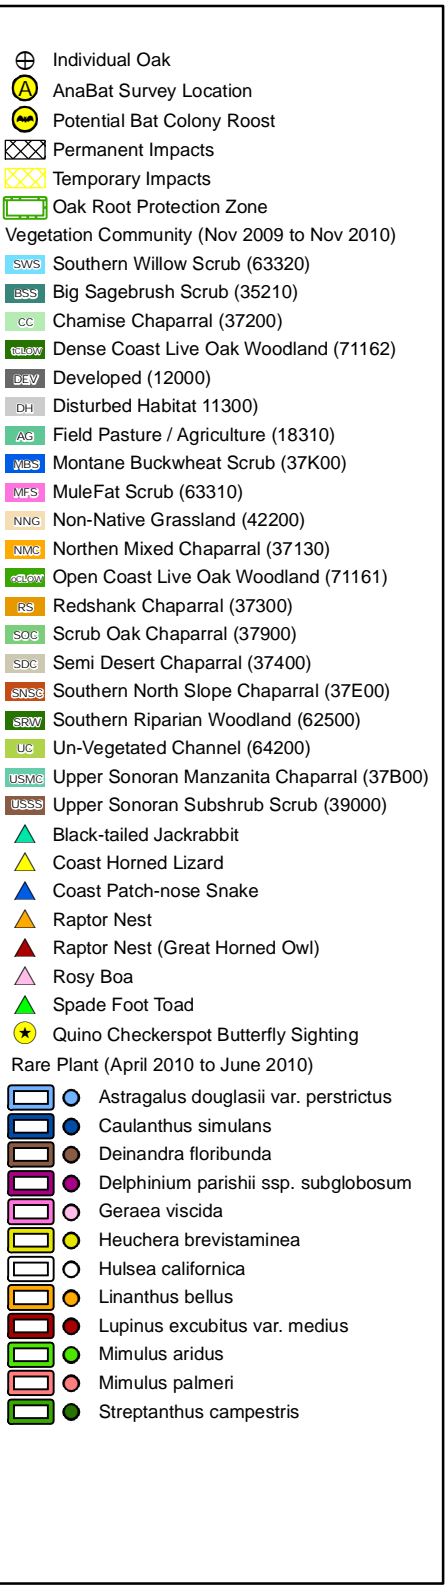 Individual Oak
A AnaBat Survey Location
Potential Bat Colony Roost
Permanent Impacts
Temporary Impacts
Oak Root Protection Zone
Vegetation Community (Nov 2009 to Nov 2010)
SWS Southern Willow Scrub (63320)
BSS Big Sagebrush Scrub (35210)
CC Chamise Chaparral (37200)
tCLOW Dense Coast Live Oak Woodland (71162)
DEV Developed (12000)
DH Disturbed Habitat 11300)
AG Field Pasture / Agriculture (18310)
MBS Montane Buckwheat Scrub (37K00)
MFS MuleFat Scrub (63310)
NNG Non-Native Grassland (42200)
NMC Northen Mixed Chaparral (37130)
oCLOW Open Coast Live Oak Woodland (71161)
RS Redshank Chaparral (37300)
SOC Scrub Oak Chaparral (37900)
SDC Semi Desert Chaparral (37400)
SNSC Southern North Slope Chaparral (37E00)
SRW Southern Riparian Woodland (62500)
UC Un-Vegetated Channel (64200)
USMC Upper Sonoran Manzanita Chaparral (37B00)
USSS Upper Sonoran Subshrub Scrub (39000)
Black-tailed Jackrabbit
Coast Horned Lizard
Coast Patch-nose Snake
Raptor Nest
Raptor Nest (Great Horned Owl)
Rosy Boa
Spade Foot Toad
Quino Checkerspot Butterfly Sighting
Rare Plant (April 2010 to June 2010)
Astragalus douglasii var. perstrictus
Caulanthus simulans
Deinandra floribunda
Delphinium parishii ssp. subglobosum
Geraea viscida
Heuchera brevistaminea
Hulsea californica
Linanthus bellus
Lupinus excubitus var. medius
Mimulus aridus
Mimulus palmeri
Streptanthus campestris